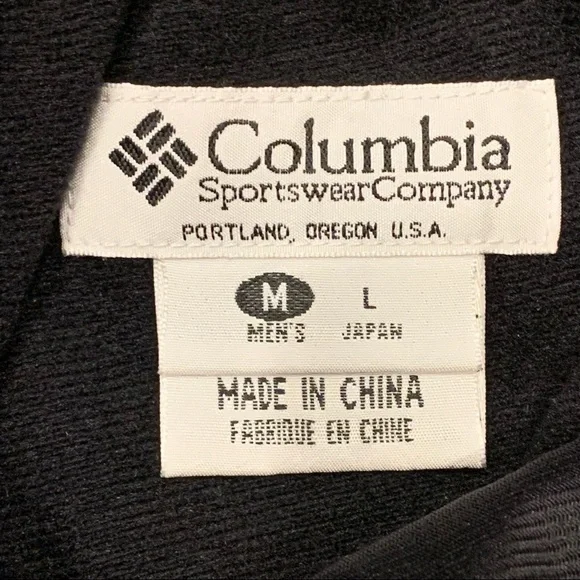 Columbia
SportswearCompany
PORTLAND, OREGON U.S.A.
M L
MEN'S JAPAN
MADE IN CHINA
FABRIQUE EN CHINE